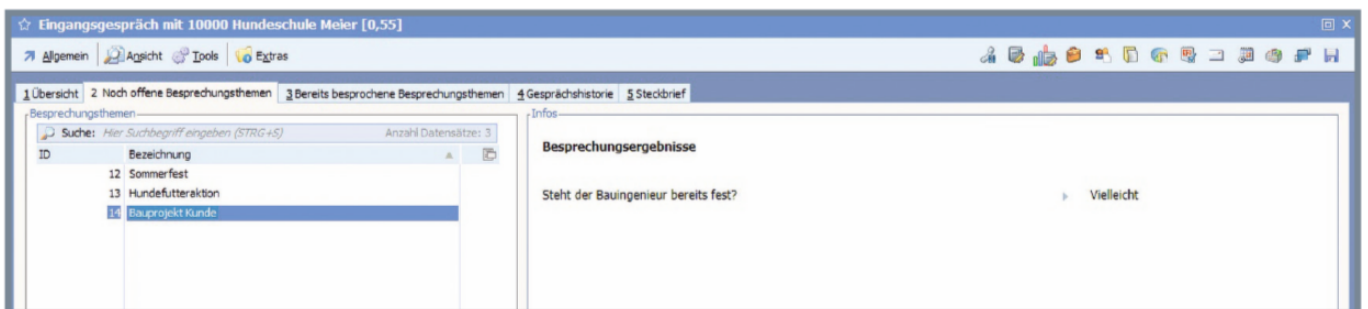 Eingangsgespräch mit 10000 Hundeschule Meier [0,55]
Allgemein Ansicht Tools Extras
1 Übersicht 2 Noch offene Besprechungsthemen 3 Bereits besprochene Besprechungsthemen 4 Gesprächshistorie 5 Steckbrief
Besprechungsthemen
Suche: Hier Suchbegriff eingeben (STRG+S) Anzahl Datensätze: 3
ID Bezeichnung
12 Sommerfest
13 Hundefutteraktion
14 Bauprojekt Kunde
Infos
Besprechungsergebnisse
Steht der Bauingenieur bereits fest? Vielleicht